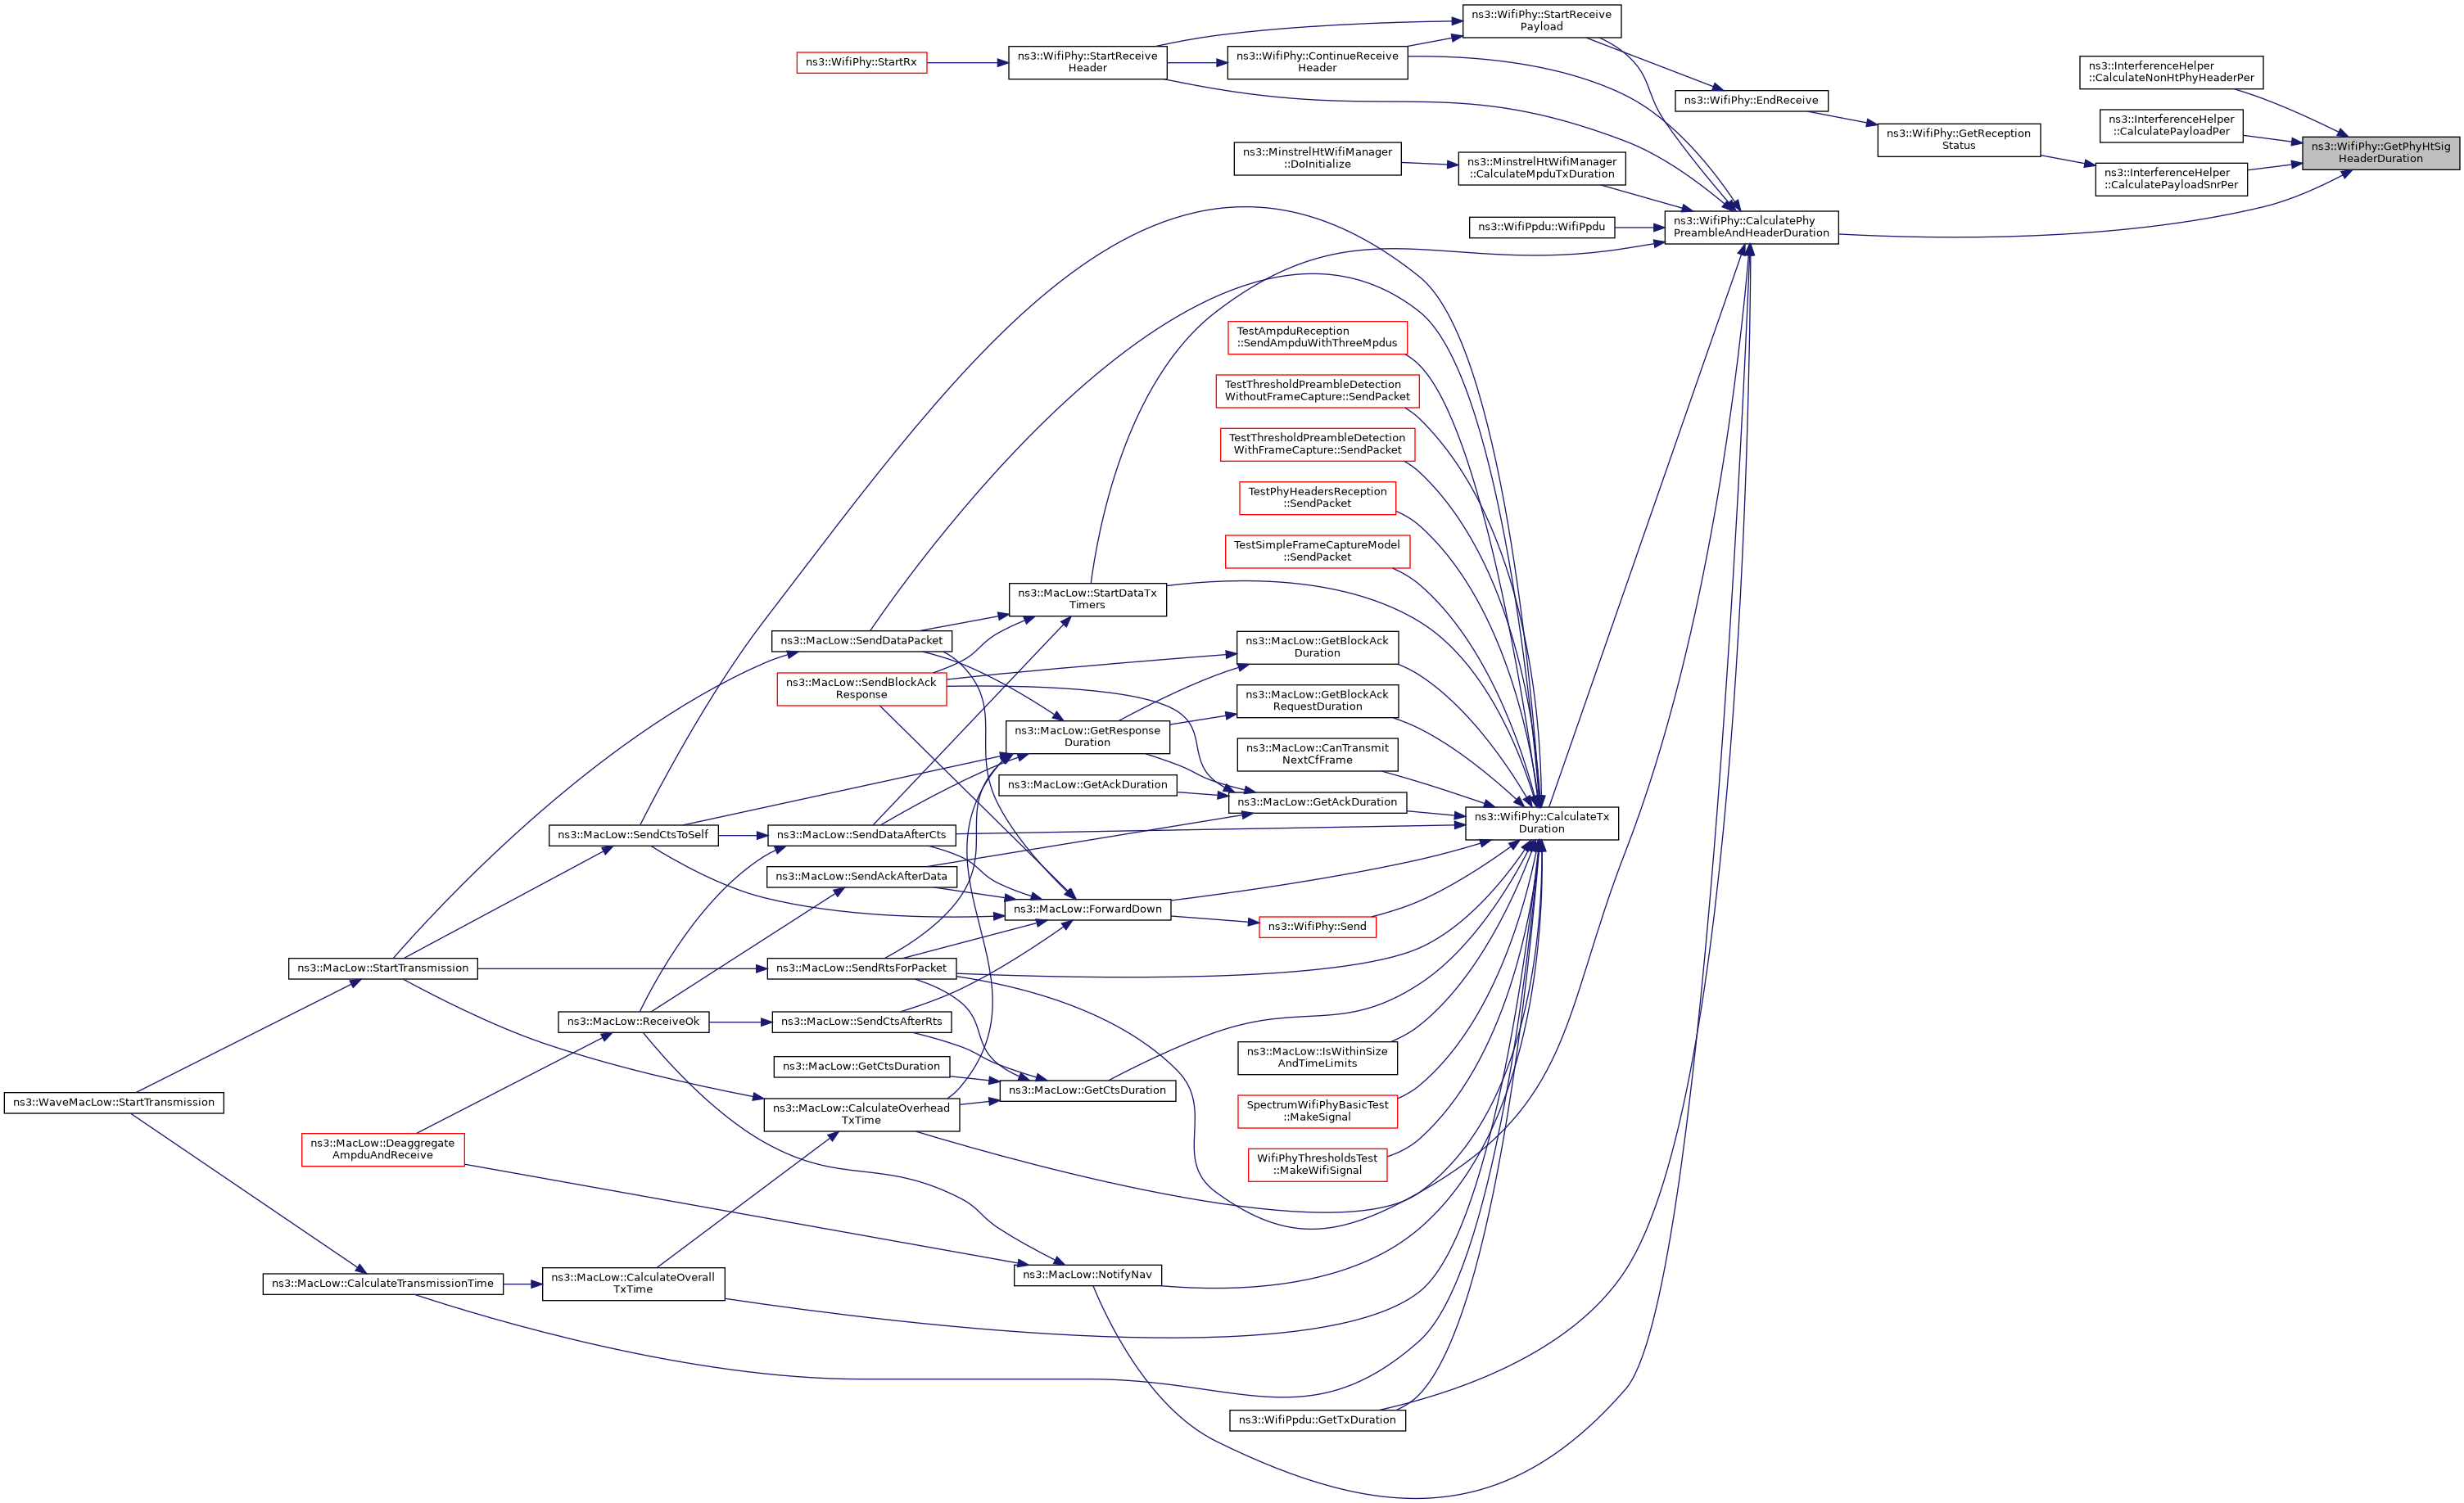 ns3::WifiPhy::StartReceive
Payload
ns3::WifiPhy::StartRx
ns3::WifiPhy::StartReceive
Header
ns3::WifiPhy::ContinueReceive
Header
ns3::InterferenceHelper
::CalculateNonHtPhyHeaderPer
ns3::WifiPhy::EndReceive
ns3::InterferenceHelper
::CalculatePayloadPer
ns3::WifiPhy::GetReception
Status
ns3::WifiPhy::GetPhyHtSig
HeaderDuration
ns3::MinstrelHtWifiManager
::DoInitialize
ns3::MinstrelHtWifiManager
::CalculateMpduTxDuration
ns3::InterferenceHelper
::CalculatePayloadSnrPer
ns3::WifiPpdu::WifiPpdu
ns3::WifiPhy::CalculatePhy
PreambleAndHeaderDuration
TestAmpduReception
::SendAmpduWithThreeMpdus
TestThresholdPreambleDetection
WithoutFrameCapture::SendPacket
TestThresholdPreambleDetection
WithFrameCapture::SendPacket
TestPhyHeadersReception
::SendPacket
TestSimpleFrameCaptureModel
::SendPacket
ns3::MacLow::StartDataTx
Timers
ns3::MacLow::SendDataPacket
ns3::MacLow::GetBlockAck
Duration
ns3::MacLow::SendBlockAck
Response
ns3::MacLow::GetBlockAck
RequestDuration
ns3::MacLow::GetResponse
Duration
ns3::MacLow::CanTransmit
NextCfFrame
ns3::MacLow::GetAckDuration
ns3::MacLow::GetAckDuration
ns3::WifiPhy::CalculateTx
Duration
ns3::MacLow::SendCtsToSelf
ns3::MacLow::SendDataAfterCts
ns3::MacLow::SendAckAfterData
ns3::MacLow::ForwardDown
ns3::WifiPhy::Send
ns3::MacLow::StartTransmission
ns3::MacLow::SendRtsForPacket
ns3::MacLow::ReceiveOk
ns3::MacLow::SendCtsAfterRts
ns3::MacLow::IsWithinSize
AndTimeLimits
ns3::MacLow::GetCtsDuration
ns3::MacLow::GetCtsDuration
ns3::WaveMacLow::StartTransmission
ns3::MacLow::CalculateOverhead
TxTime
SpectrumWifiPhyBasicTest
::MakeSignal
ns3::MacLow::Deaggregate
AmpduAndReceive
WifiPhyThresholdsTest
::MakeWifiSignal
ns3::MacLow::CalculateTransmissionTime
ns3::MacLow::CalculateOverall
TxTime
ns3::MacLow::NotifyNav
ns3::WifiPpdu::GetTxDuration